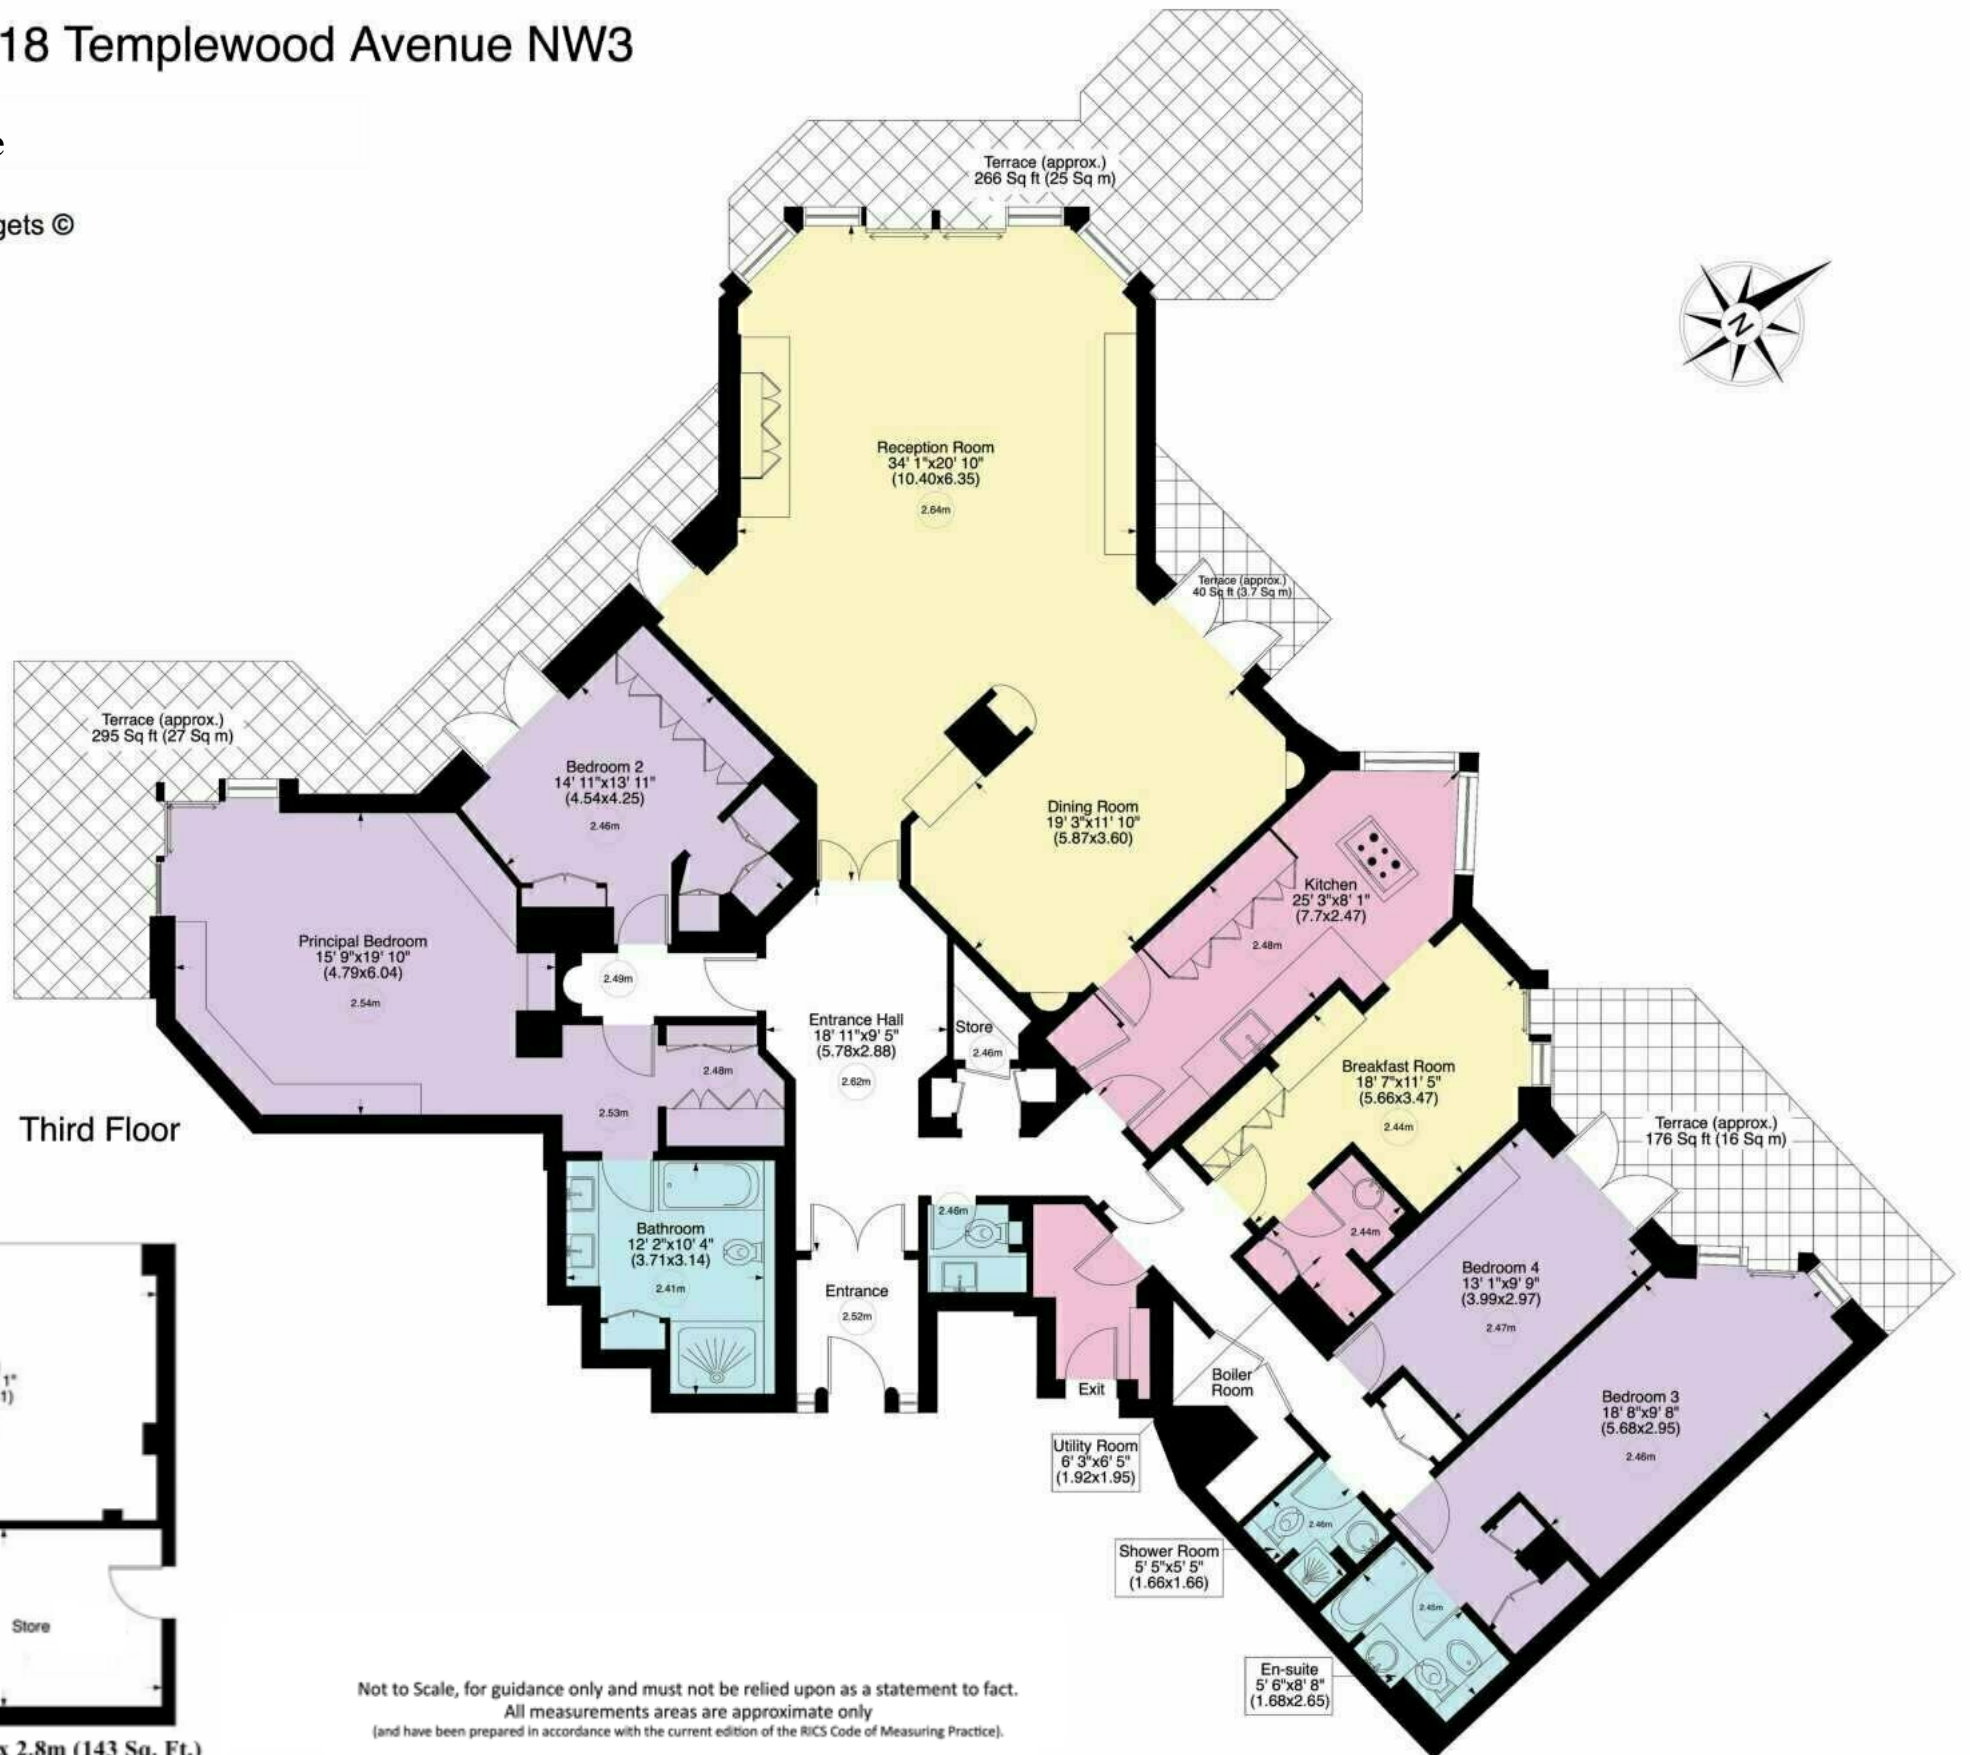 18 Templewood Avenue NW3
e
gets ©
Terrace (approx.)
266 Sq ft (25 Sq m)
N
Reception Room
34' 1"x20' 10"
(10.40x6.35)
2.64m
Terrace (approx.)
40 Sq ft (3.7 Sq m)
Terrace (approx.)
295 Sq ft (27 Sq m)
Bedroom 2
14' 11"x13' 11"
(4.54x4.25)
2.46m
Dining Room
19' 3"x11' 10"
(5.87x3.60)
Kitchen
25' 3"x8' 1"
(7.7x2.47)
2.48m
Principal Bedroom
15' 9"x19' 10"
(4.79x6.04)
2.54m
2.49m
Entrance Hall
18' 11"x9' 5"
(5.78x2.88)
2.62m
Store
2.46m
2.48m
2.53m
Breakfast Room
18' 7"x11' 5"
(5.66x3.47)
2.44m
Terrace (approx.)
176 Sq ft (16 Sq m)
Third Floor
Bathroom
12' 2"x10' 4"
(3.71x3.14)
2.41m
2.46m
2.44m
Entrance
2.52m
Bedroom 4
13' 1"x9' 9"
(3.99x2.97)
2.47m
Exit
Boiler
Room
Bedroom 3
18' 8"x9' 8"
(5.68x2.95)
2.46m
1"
1)
Utility Room
6' 3"x6' 5"
(1.92x1.95)
2.46m
Shower Room
5' 5"x5' 5"
(1.66x1.66)
2.45m
En-suite
5' 6"x8' 8"
(1.68x2.65)
Store
Not to Scale, for guidance only and must not be relied upon as a statement to fact.
All measurements areas are approximate only
(and have been prepared in accordance with the current edition of the RICS Code of Measuring Practice).
x 2.8m (143 Sq. Ft.)